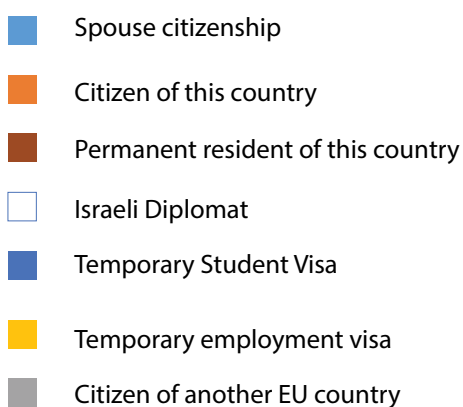 Spouse citizenship
Citizen of this country
Permanent resident of this country
Israeli Diplomat
Temporary Student Visa
Temporary employment visa
Citizen of another EU country